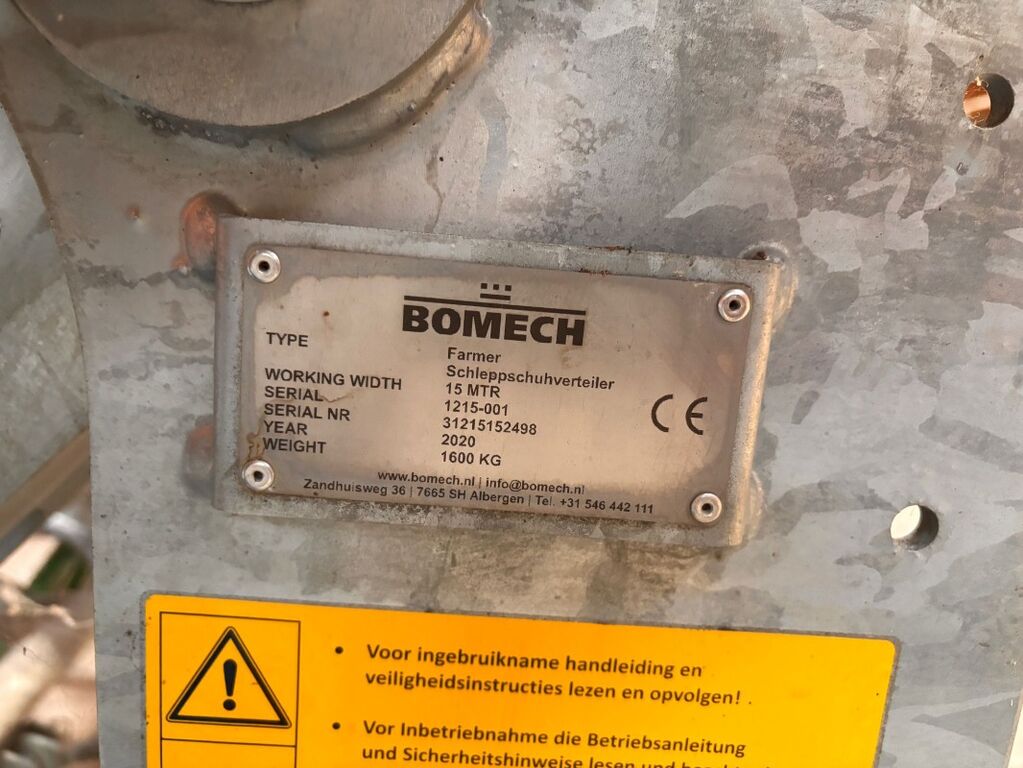 BOMECH
TYPE Farmer
Schleppschuhverteiler
WORKING WIDTH 15 MTR
SERIAL 1215-001
SERIAL NR 31215152498
YEAR 2020
WEIGHT 1600 KG
CE
www.bomech.nl | info@bomech.nl
Zandhuisweg 36 | 7665 SH Albergen | Tel. +31 546 442 111
• Voor ingebruikname handleiding en
veiligheidsinstructies lezen en opvolgen! .
• Vor Inbetriebnahme die Betriebsanleitung
und Sicherheitshinweise lesen und